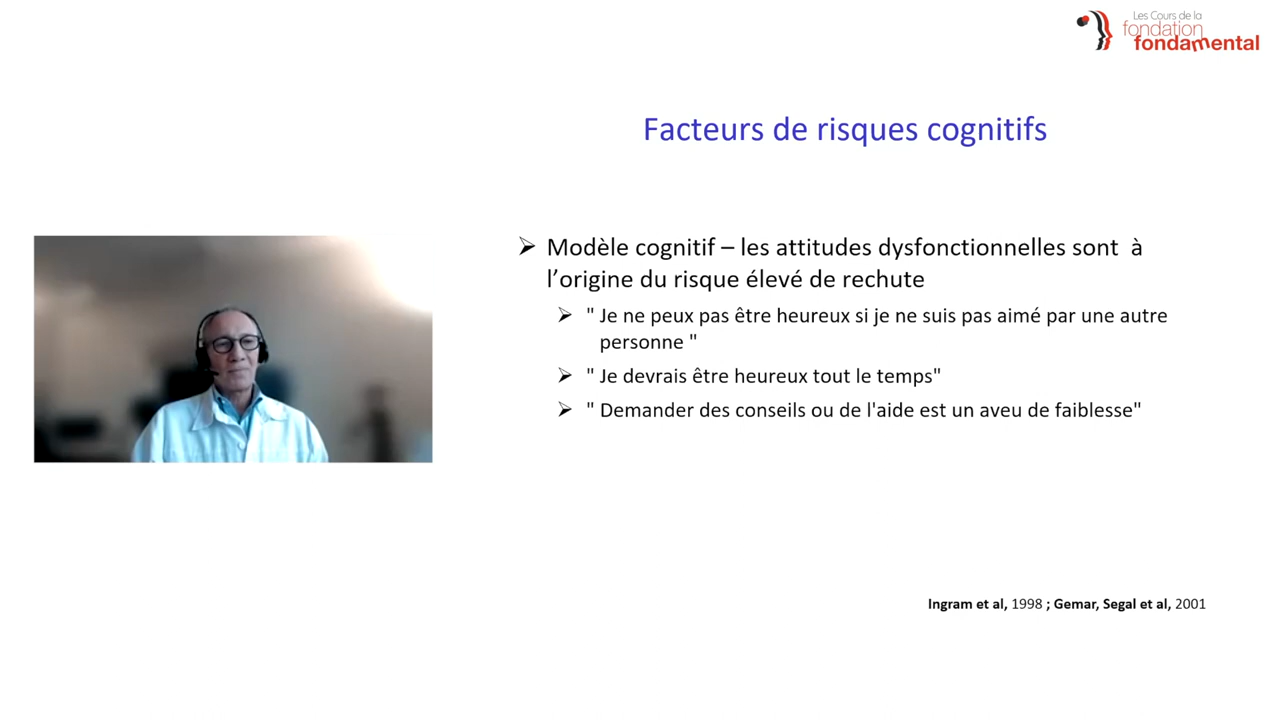 Les Cours de la
fondation
fondamental
Facteurs de risques cognitifs
Modèle cognitif – les attitudes dysfonctionnelles sont à
l’origine du risque élevé de rechute
" Je ne peux pas être heureux si je ne suis pas aimé par une autre
personne "
" Je devrais être heureux tout le temps"
" Demander des conseils ou de l'aide est un aveu de faiblesse"
Ingram et al, 1998 ; Gemar, Segal et al, 2001